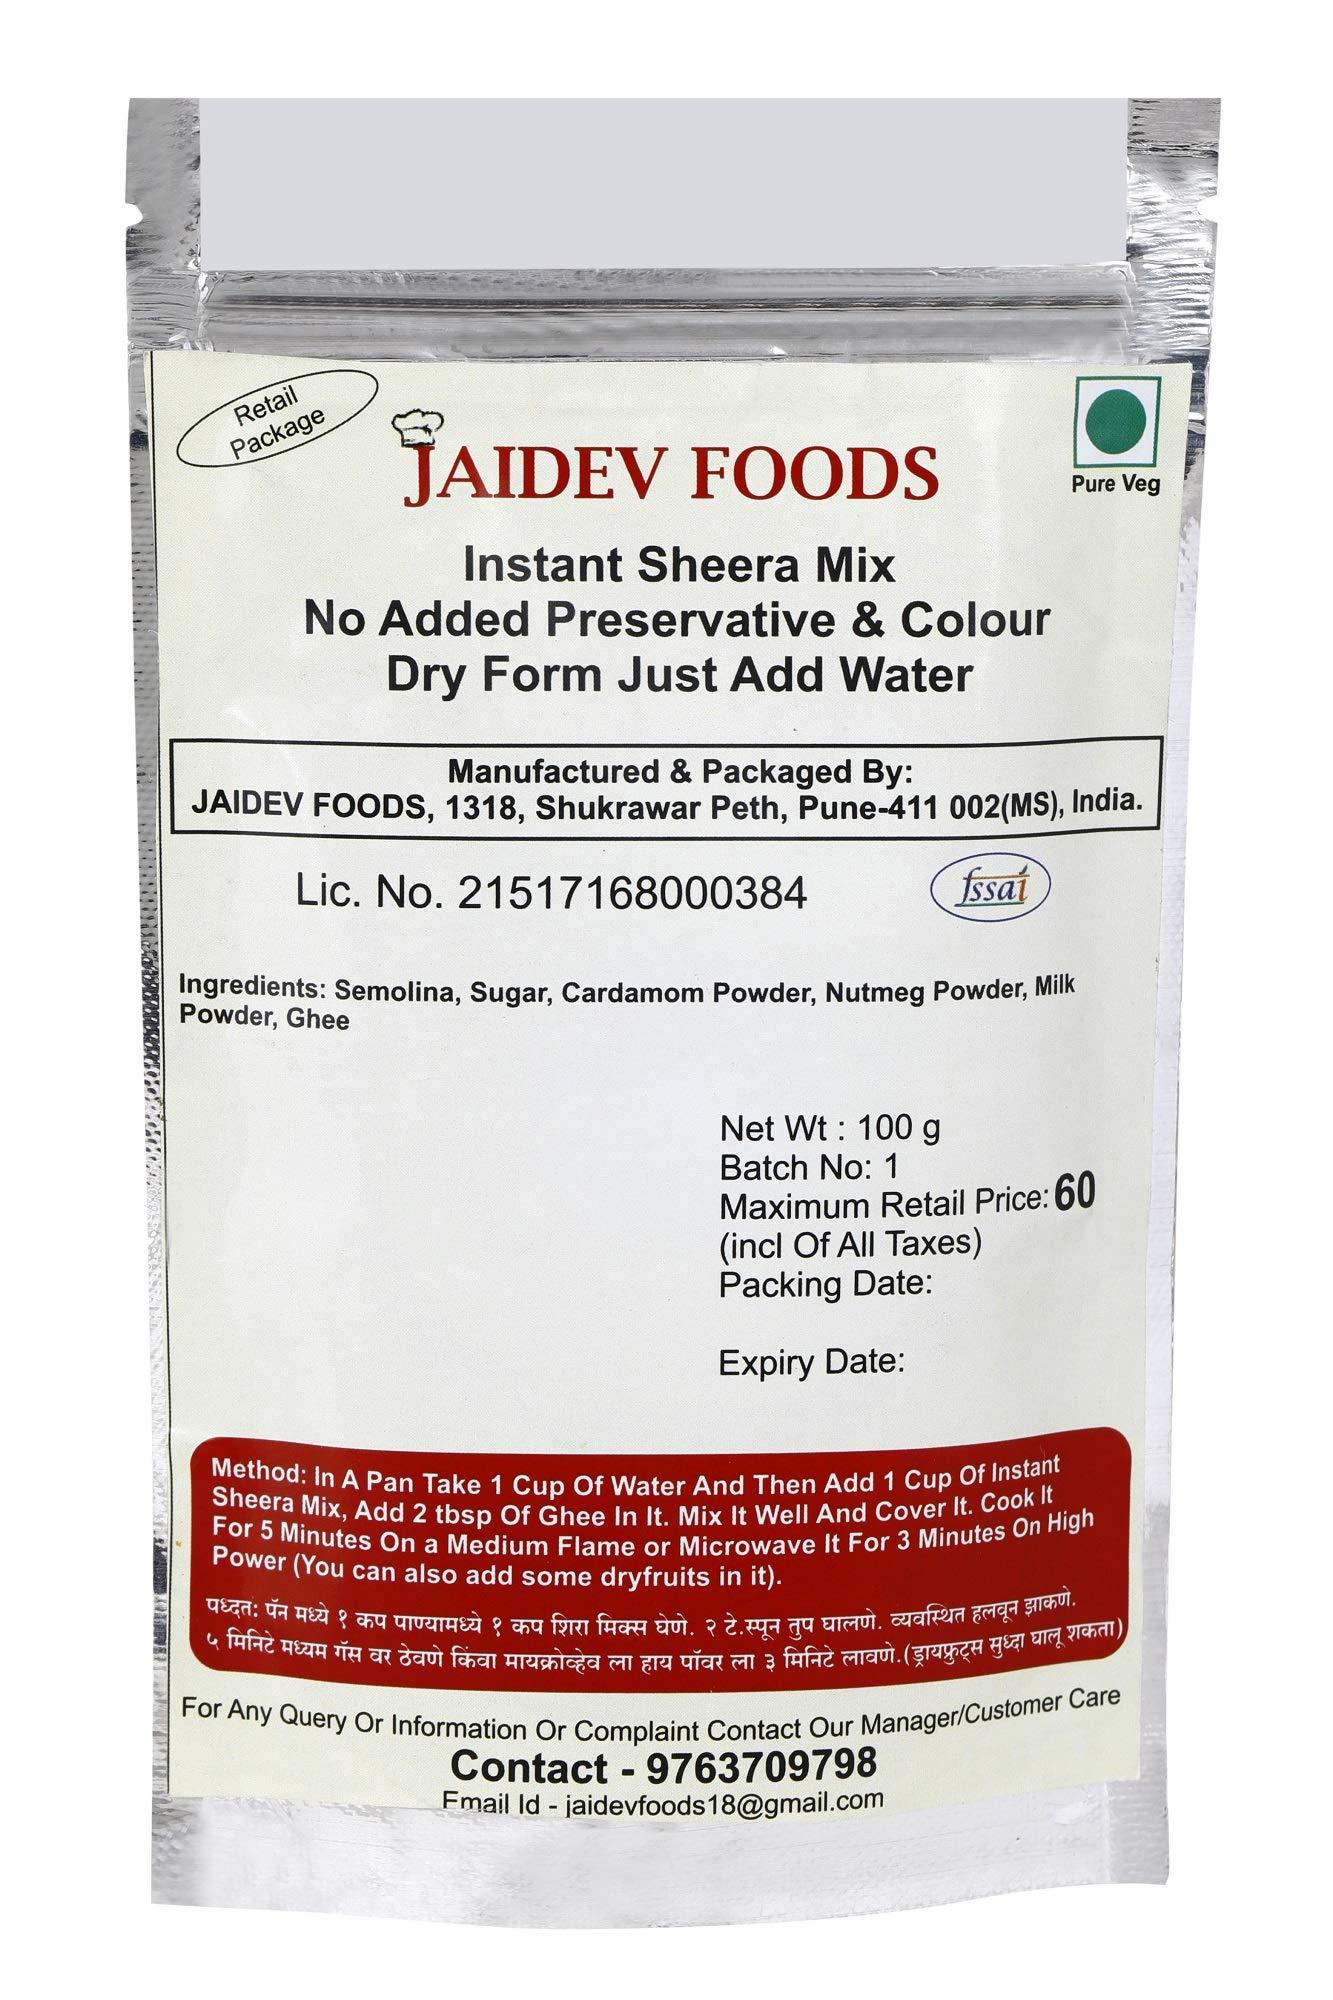 Retail
Package
JAIDEV FOODS
Pure Veg
Instant Sheera Mix
No Added Preservative & Colour
Dry Form Just Add Water
Manufactured & Packaged By:
JAIDEV FOODS, 1318, Shukrawar Peth, Pune-411 002(MS), India.
Lic. No. 21517168000384
fssai
Ingredients: Semolina, Sugar, Cardamom Powder, Nutmeg Powder, Milk
Powder, Ghee
Net Wt : 100 g
Batch No: 1
Maximum Retail Price: 60
(incl Of All Taxes)
Packing Date:
Expiry Date:
Method: In A Pan Take 1 Cup Of Water And Then Add 1 Cup Of Instant
Sheera Mix, Add 2 tbsp Of Ghee In It. Mix It Well And Cover It. Cook It
For 5 Minutes On a Medium Flame or Microwave It For 3 Minutes On High
Power (You can also add some dryfruits in it).
पध्दत: पॅन मध्ये १ कप पाण्यामध्ये १ कप शिरा मिक्स घेणे. २ टे.स्पून तुप घालणे. व्यवस्थित हलवून झाकणे.
५ मिनिटे मध्यम गॅस वर ठेवणे किंवा मायक्रोव्हेव ला हाय पॉवर ला ३ मिनिटे लावणे.(ड्रायफ्रुट्स सुध्दा घालू शकता)
For Any Query Or Information Or Complaint Contact Our Manager/Customer Care
Contact - 9763709798
Email Id - jaidevfoods18@gmail.com